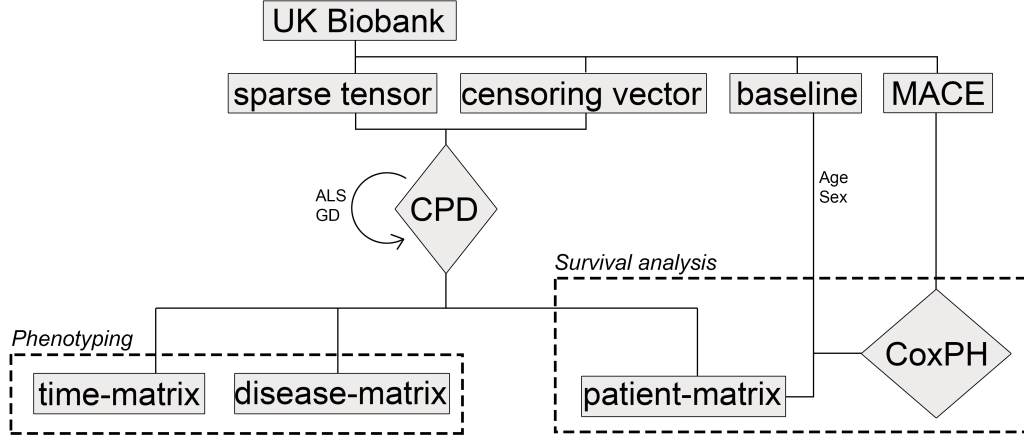 UK Biobank
sparse tensor
censoring vector
baseline
MACE
ALS
GD
CPD
Age
Sex
Survival analysis
Phenotyping
CoxPH
time-matrix
disease-matrix
patient-matrix